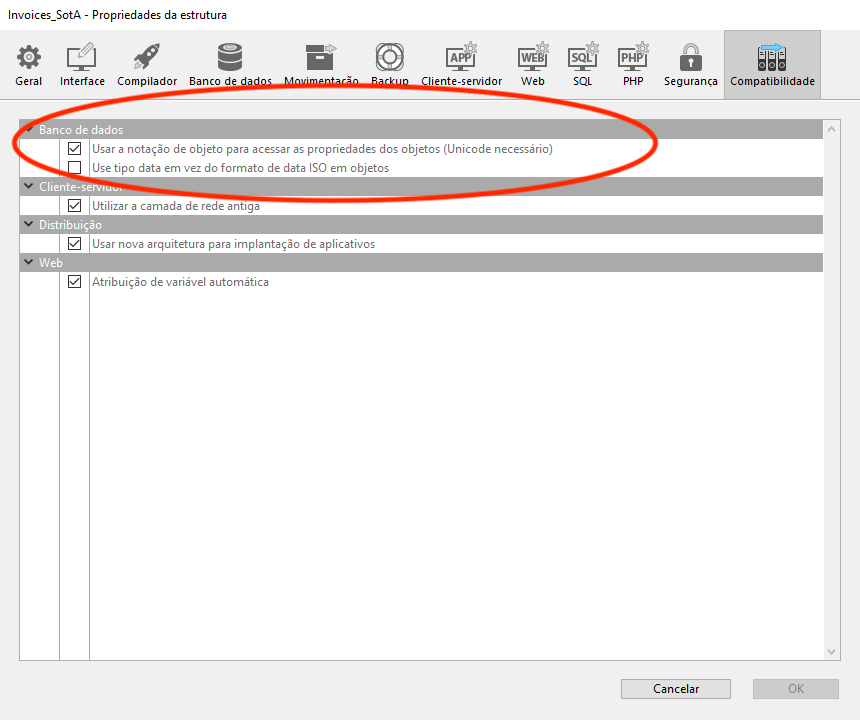 Invoices_SotA - Propriedades da estrutura
APP WEB SQL PHP
Geral Interface Compilador Banco de dados Movimentação Backup Cliente-servidor Web SQL PHP Segurança Compatibilidade
Banco de dados
Usar a notação de objeto para acessar as propriedades dos objetos (Unicode necessário)
Use tipo data em vez do formato de data ISO em objetos
Cliente-servidor
Utilizar a camada de rede antiga
Distribuição
Usar nova arquitetura para implantação de aplicativos
Web
Atribuição de variável automática
Cancelar OK